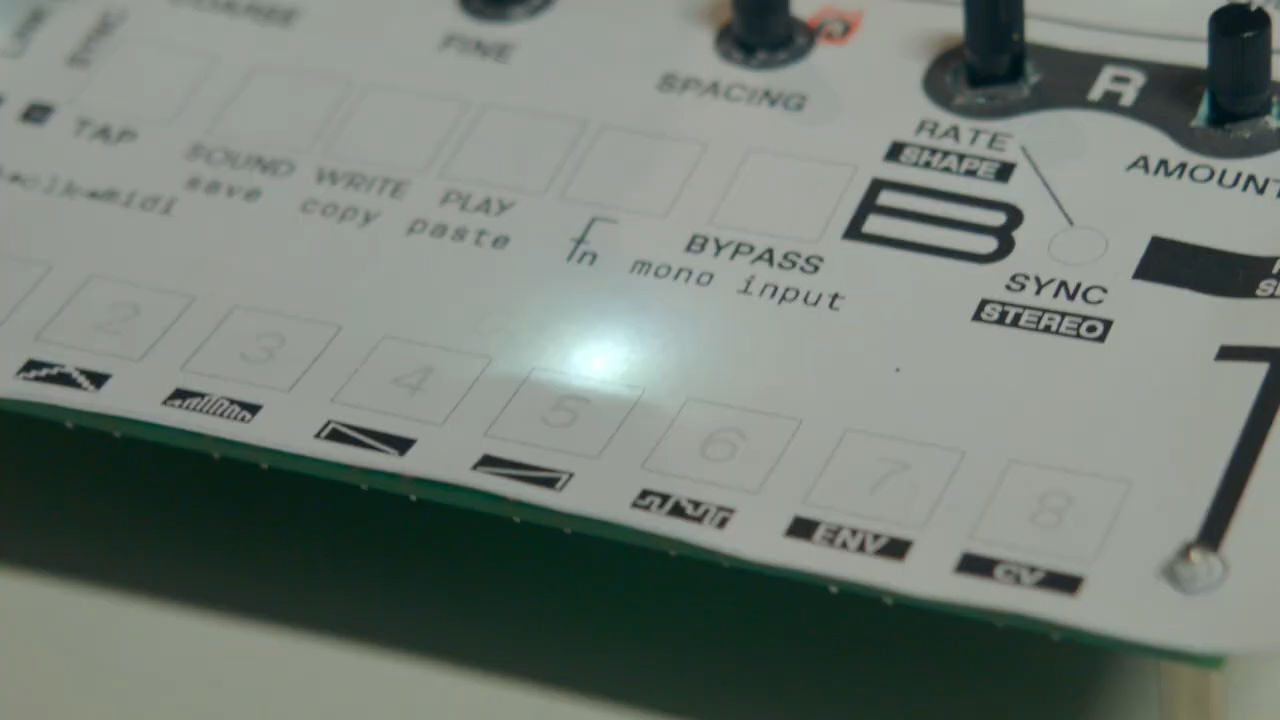 FINE
SPACING
R
SYNC
TAP
RATE
SHAPE
AMOUNT
SOUND WRITE PLAY
save copy paste
fn
BYPASS
mono input
B
SYNC
STEREO
2 3 4 5 6 7 8
ENV
CV